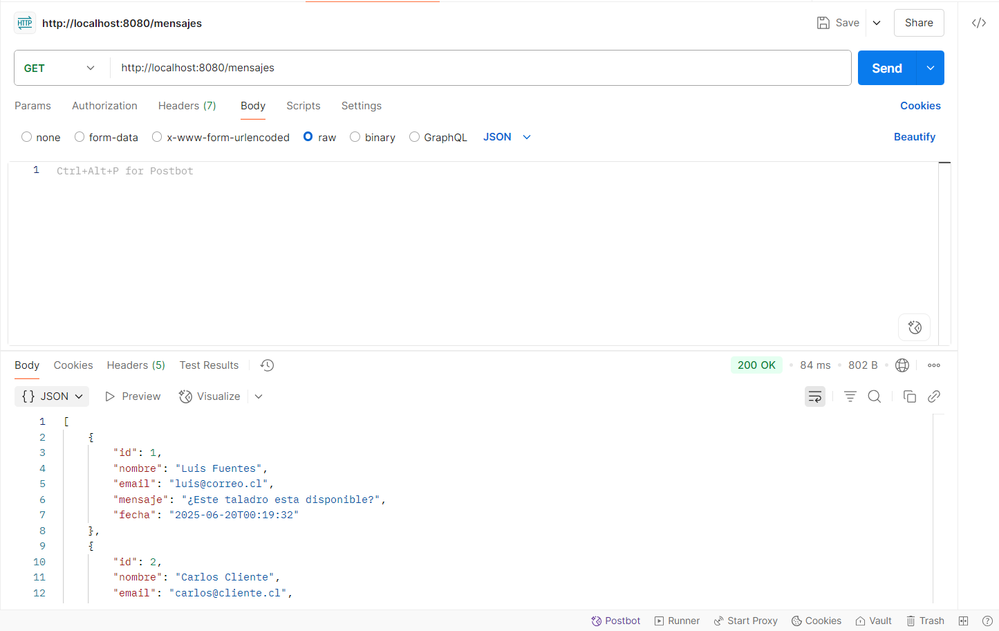 HTTP http://localhost:8080/mensajes Save Share
GET http://localhost:8080/mensajes Send
Params Authorization Headers (7) Body Scripts Settings Cookies
none form-data x-www-form-urlencoded raw binary GraphQL JSON Beautify
1 Ctrl+Alt+P for Postbot
Body Cookies Headers (5) Test Results 200 OK 84 ms 802 B
{} JSON Preview Visualize
1 [
2 {
3 "id": 1,
4 "nombre": "Luis Fuentes",
5 "email": "luis@correo.cl",
6 "mensaje": "¿Este taladro esta disponible?",
7 "fecha": "2025-06-20T00:19:32"
8 },
9 {
10 "id": 2,
11 "nombre": "Carlos Cliente",
12 "email": "carlos@cliente.cl",
Postbot Runner Start Proxy Cookies Vault Trash